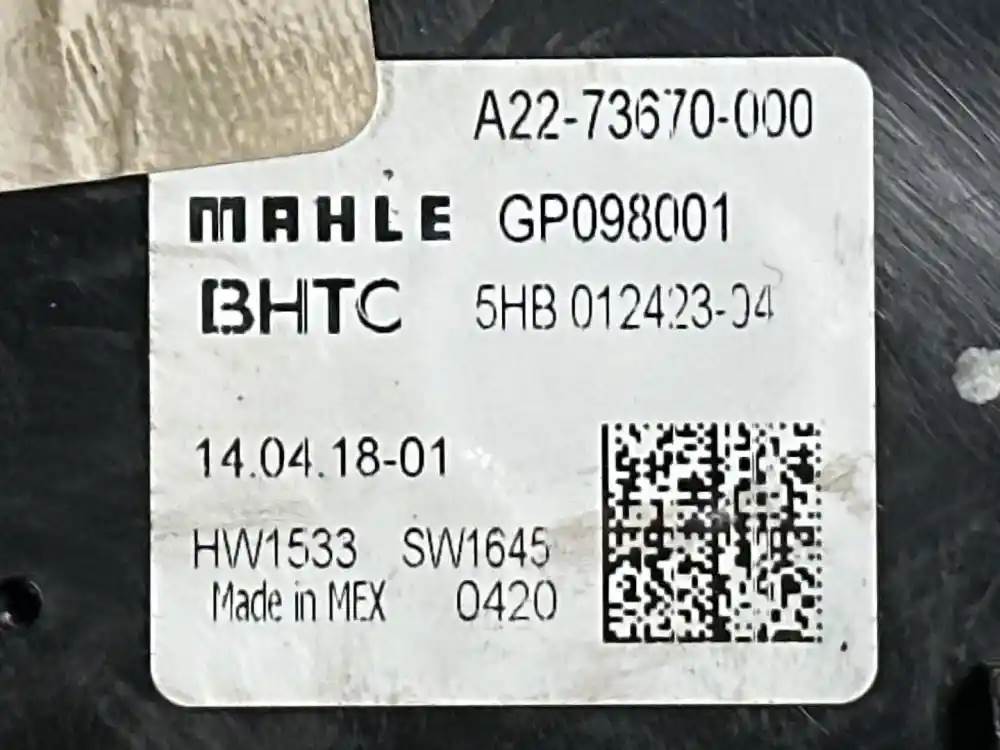 A22-73670-000
MAHLE GP098001
BHTC 5HB 012423-04
14.04.18-01
HW1533 SW1645
Made in MEX 0420